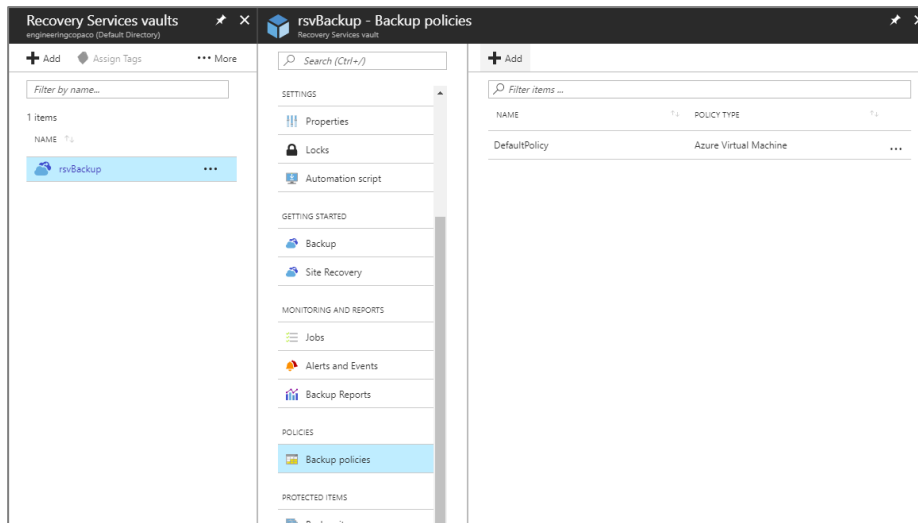 Recovery Services vaults
engineeringcopaco (Default Directory)
Add
Assign Tags
More
Filter by name...
1 items
NAME
rsvBackup
rsvBackup - Backup policies
Recovery Services vault
Search (Ctrl+/)
SETTINGS
Properties
Locks
Automation script
GETTING STARTED
Backup
Site Recovery
MONITORING AND REPORTS
Jobs
Alerts and Events
Backup Reports
POLICIES
Backup policies
PROTECTED ITEMS
Add
Filter items ...
NAME POLICY TYPE
DefaultPolicy Azure Virtual Machine